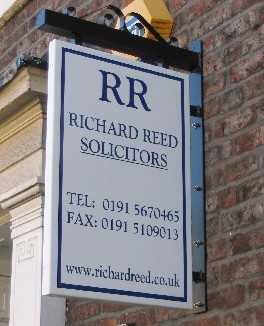 RR
RICHARD REED
SOLICITORS
TEL: 0191 5670465
FAX: 0191 5109013
www.richardreed.co.uk